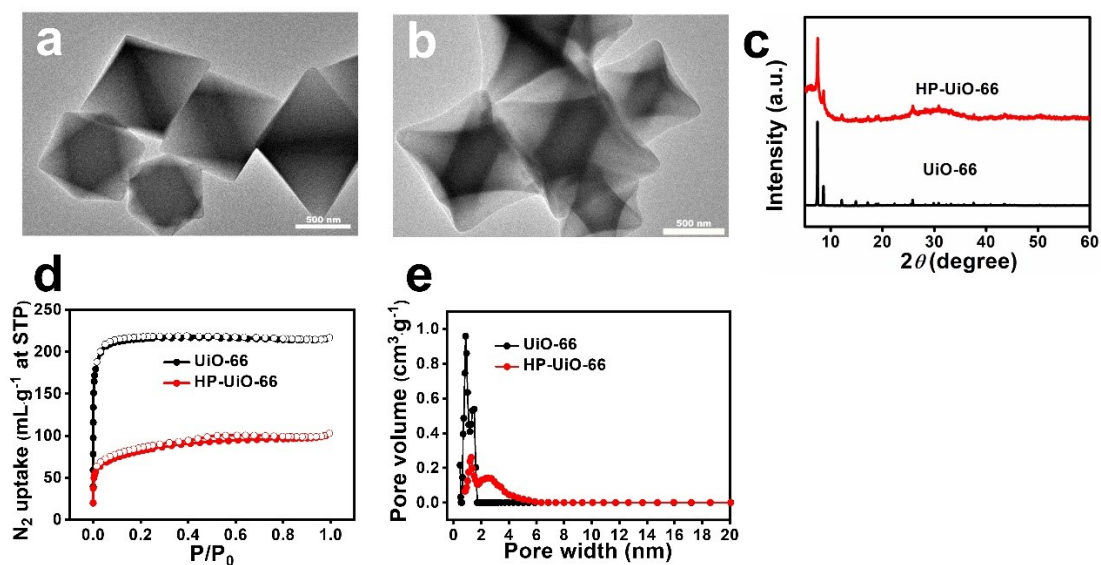 a
500 nm
b
500 nm
c
Intensity (a.u.)
HP-UiO-66
UiO-66
10 20 30 40 50 60
2θ (degree)
d
N₂ uptake (mL·g⁻¹ at STP)
250
200
150
100
50
0
UiO-66
HP-UiO-66
0.0 0.2 0.4 0.6 0.8 1.0
P/P₀
e
Pore volume (cm³·g⁻¹)
1.0
0.8
0.6
0.4
0.2
0.0
UiO-66
HP-UiO-66
0 2 4 6 8 10 12 14 16 18 20
Pore width (nm)